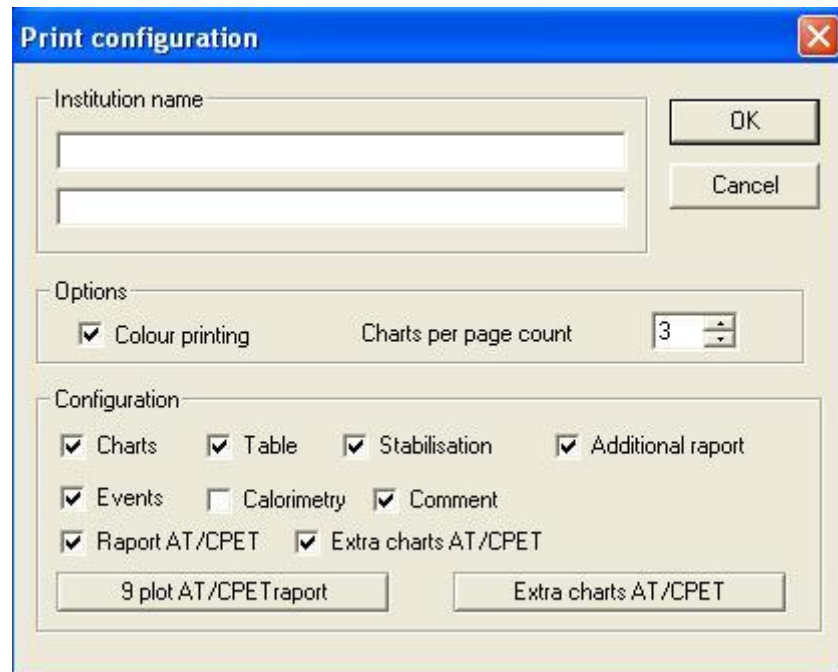 Print configuration
Institution name
OK
Cancel
Options
Colour printing Charts per page count 3
Configuration
Charts Table Stabilisation Additional raport
Events Calorimetry Comment
Raport AT/CPET Extra charts AT/CPET
9 plot AT/CPETraport Extra charts AT/CPET